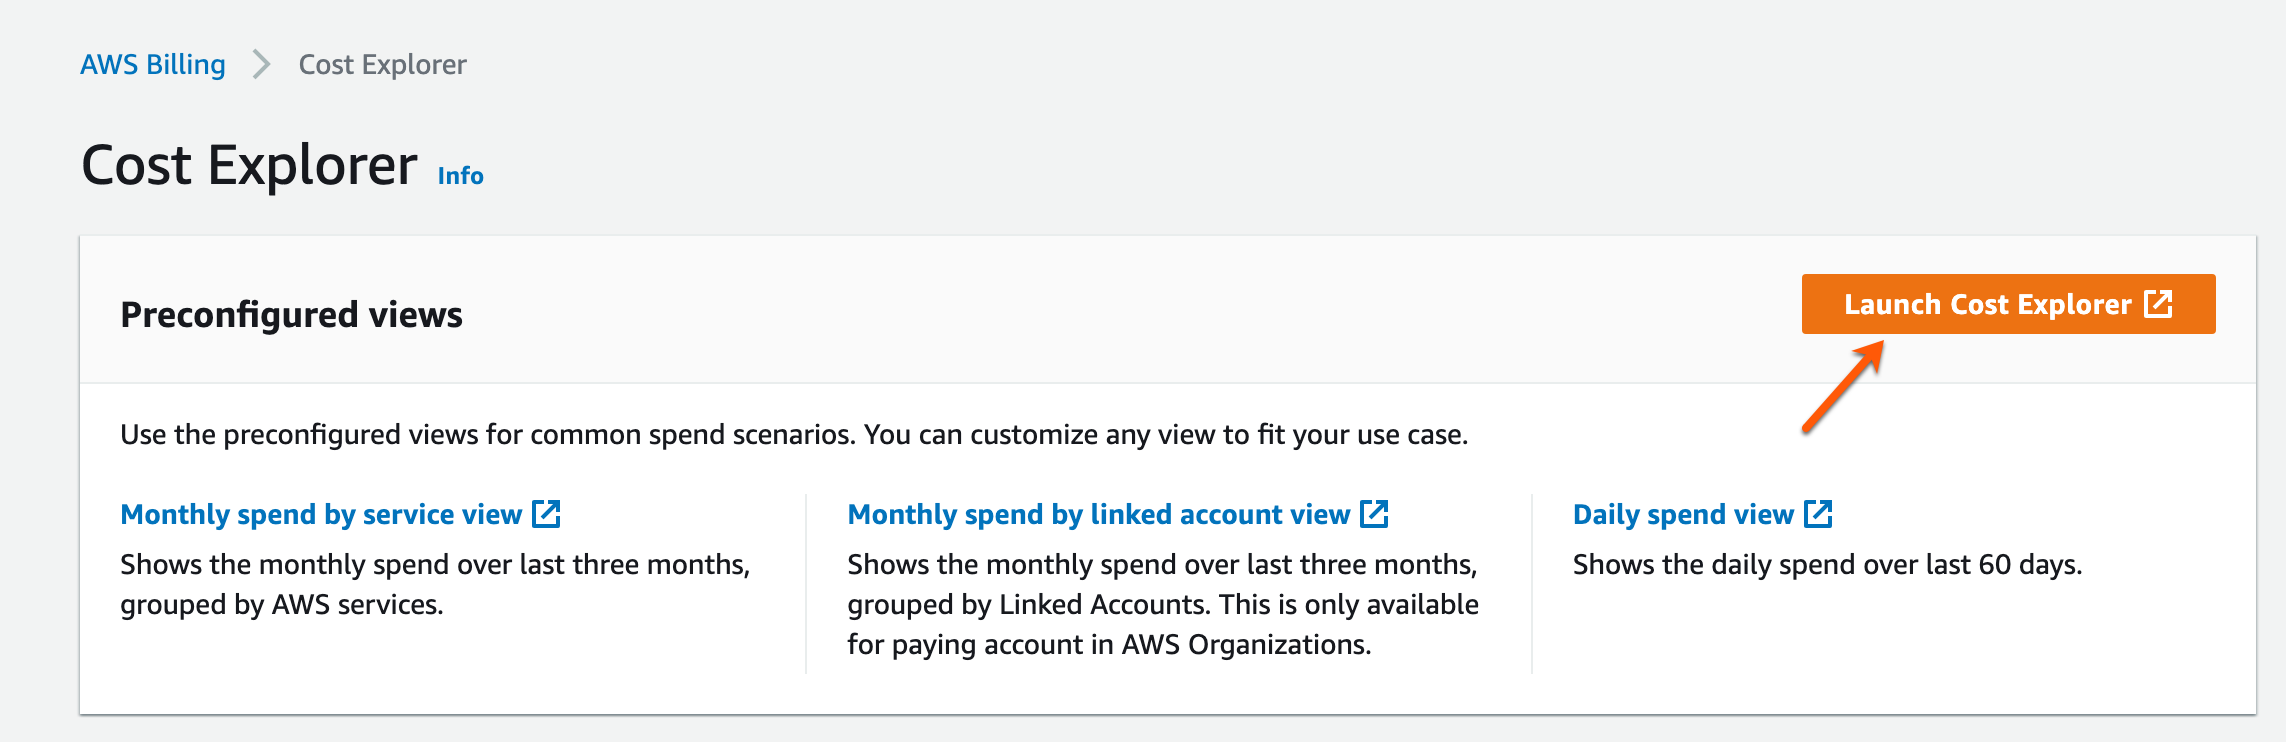 AWS Billing
Cost Explorer
Cost Explorer Info
Preconfigured views
Launch Cost Explorer
Use the preconfigured views for common spend scenarios. You can customize any view to fit your use case.
Monthly spend by service view
Shows the monthly spend over last three months,
grouped by AWS services.
Monthly spend by linked account view
Shows the monthly spend over last three months,
grouped by Linked Accounts. This is only available
for paying account in AWS Organizations.
Daily spend view
Shows the daily spend over last 60 days.